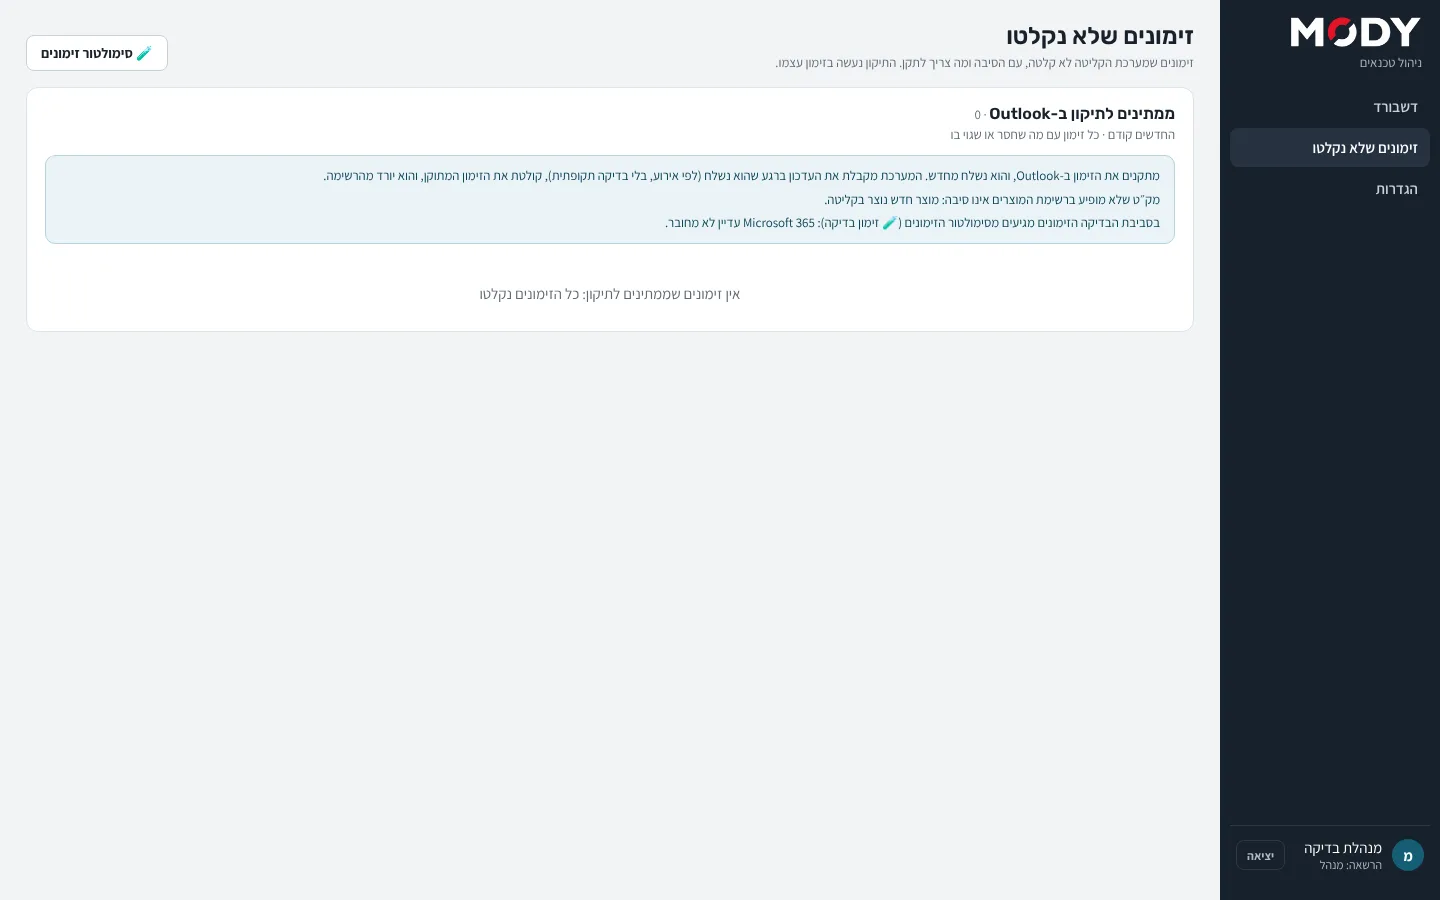 MODY
ניהול טכנאים
דשבורד
זימונים שלא נקלטו
הגדרות
מ
מנהלת בדיקה
הרשאה: מנהל
יציאה
זימונים שלא נקלטו
זימונים שמערכת הקליטה לא קלטה, עם הסיבה ומה צריך לתקן. התיקון נעשה בזימון עצמו.
🧪 סימולטור זימונים
ממתינים לתיקון ב-Outlook · 0
החדשים קודם · כל זימון עם מה שחסר או שגוי בו
מתקנים את הזימון ב-Outlook, והוא נשלח מחדש. המערכת מקבלת את העדכון ברגע שהוא נשלח (לפי אירוע, בלי בדיקה תקופתית), קולטת את הזימון המתוקן, והוא יורד מהרשימה.
מק״ט שלא מופיע ברשימת המוצרים אינו סיבה: מוצר חדש נוצר בקליטה.
בסביבת הבדיקה הזימונים מגיעים מסימולטור הזימונים (🧪 זימון בדיקה): Microsoft 365 עדיין לא מחובר.
אין זימונים שממתינים לתיקון: כל הזימונים נקלטו